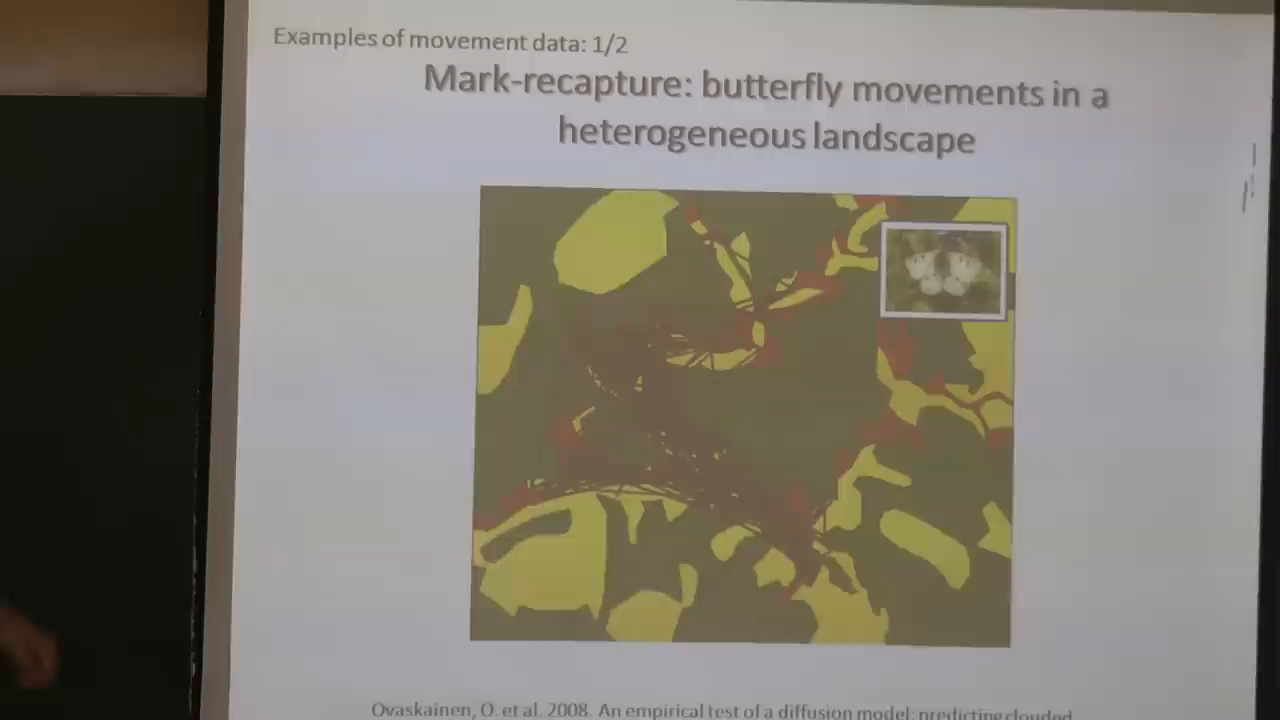 Examples of movement data: 1/2
Mark-recapture: butterfly movements in a
heterogeneous landscape
Ovaskainen, O. et al. 2008. An empirical test of a diffusion model: predicting clouded